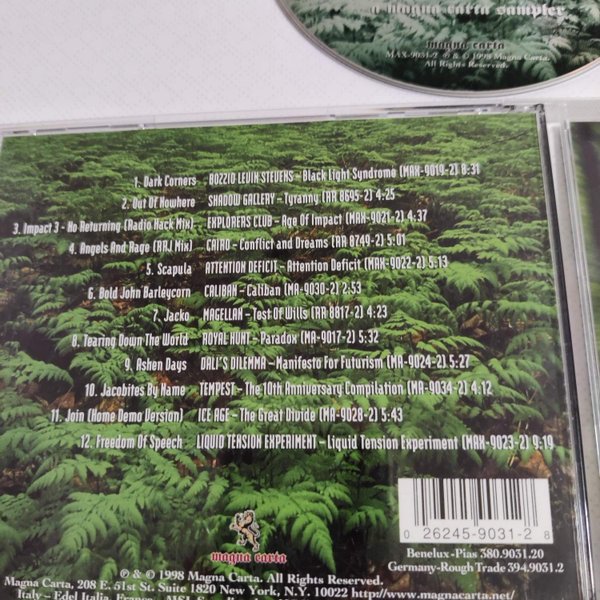 a magna carta sampler
magna carta
MAX-9031-2 ℗ & © 1998 Magna Carta.
All Rights Reserved.
1. Dark Corners BOZZIO LEVIN STEVENS - Black Light Syndrome (MAX-9019-2) 8:31
2. Out Of Nowhere SHADOW GALLERY - Tyranny (RR 8695-2) 4:25
3. Impact 3 - No Returning (Radio Hack Mix) EXPLORERS CLUB - Age Of Impact (MAX-9021-2) 4:37
4. Angels And Rage (RRJ Mix) CAIRO - Conflict and Dreams (RR 8749-2) 5:01
5. Scapula ATTENTION DEFICIT - Attention Deficit (MAX-9022-2) 5:13
6. Bold John Barleycorn CALIBAN - Caliban (MA-9030-2) 2:53
7. Jacko MAGELLAN - Test Of Wills (RR 8817-2) 4:23
8. Tearing Down The World ROYAL HUNT - Paradox (MA-9017-2) 5:32
9. Ashen Days DALI'S DILEMMA - Manifesto For Futurism (MA-9024-2) 5:27
10. Jacobites By Name TEMPEST - The 10th Anniversary Compilation (MA-9034-2) 4:12
11. Join (Home Demo Version) ICE AGE - The Great Divide (MA-9028-2) 5:43
12. Freedom Of Speech LIQUID TENSION EXPERIMENT - Liquid Tension Experiment (MAX-9023-2) 9:19
0 26245-9031-2 8
magna carta
Benelux-Pias 380.9031.20
Germany-Rough Trade 394.9031.2
℗ & © 1998 Magna Carta. All Rights Reserved.
Magna Carta, 208 E. 51st St. Suite 1820 New York, N.Y. 10022 http://www.magnacarta.net/
Italy - Edel Italia, France - MSI